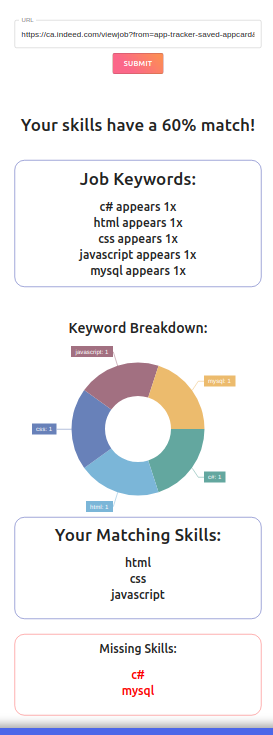 URL
https://ca.indeed.com/viewjob?from=app-tracker-saved-appcard&
SUBMIT
Your skills have a 60% match!
Job Keywords:
c# appears 1x
html appears 1x
css appears 1x
javascript appears 1x
mysql appears 1x
Keyword Breakdown:
javascript: 1
mysql: 1
css: 1
c#: 1
html: 1
Your Matching Skills:
html
css
javascript
Missing Skills:
c#
mysql